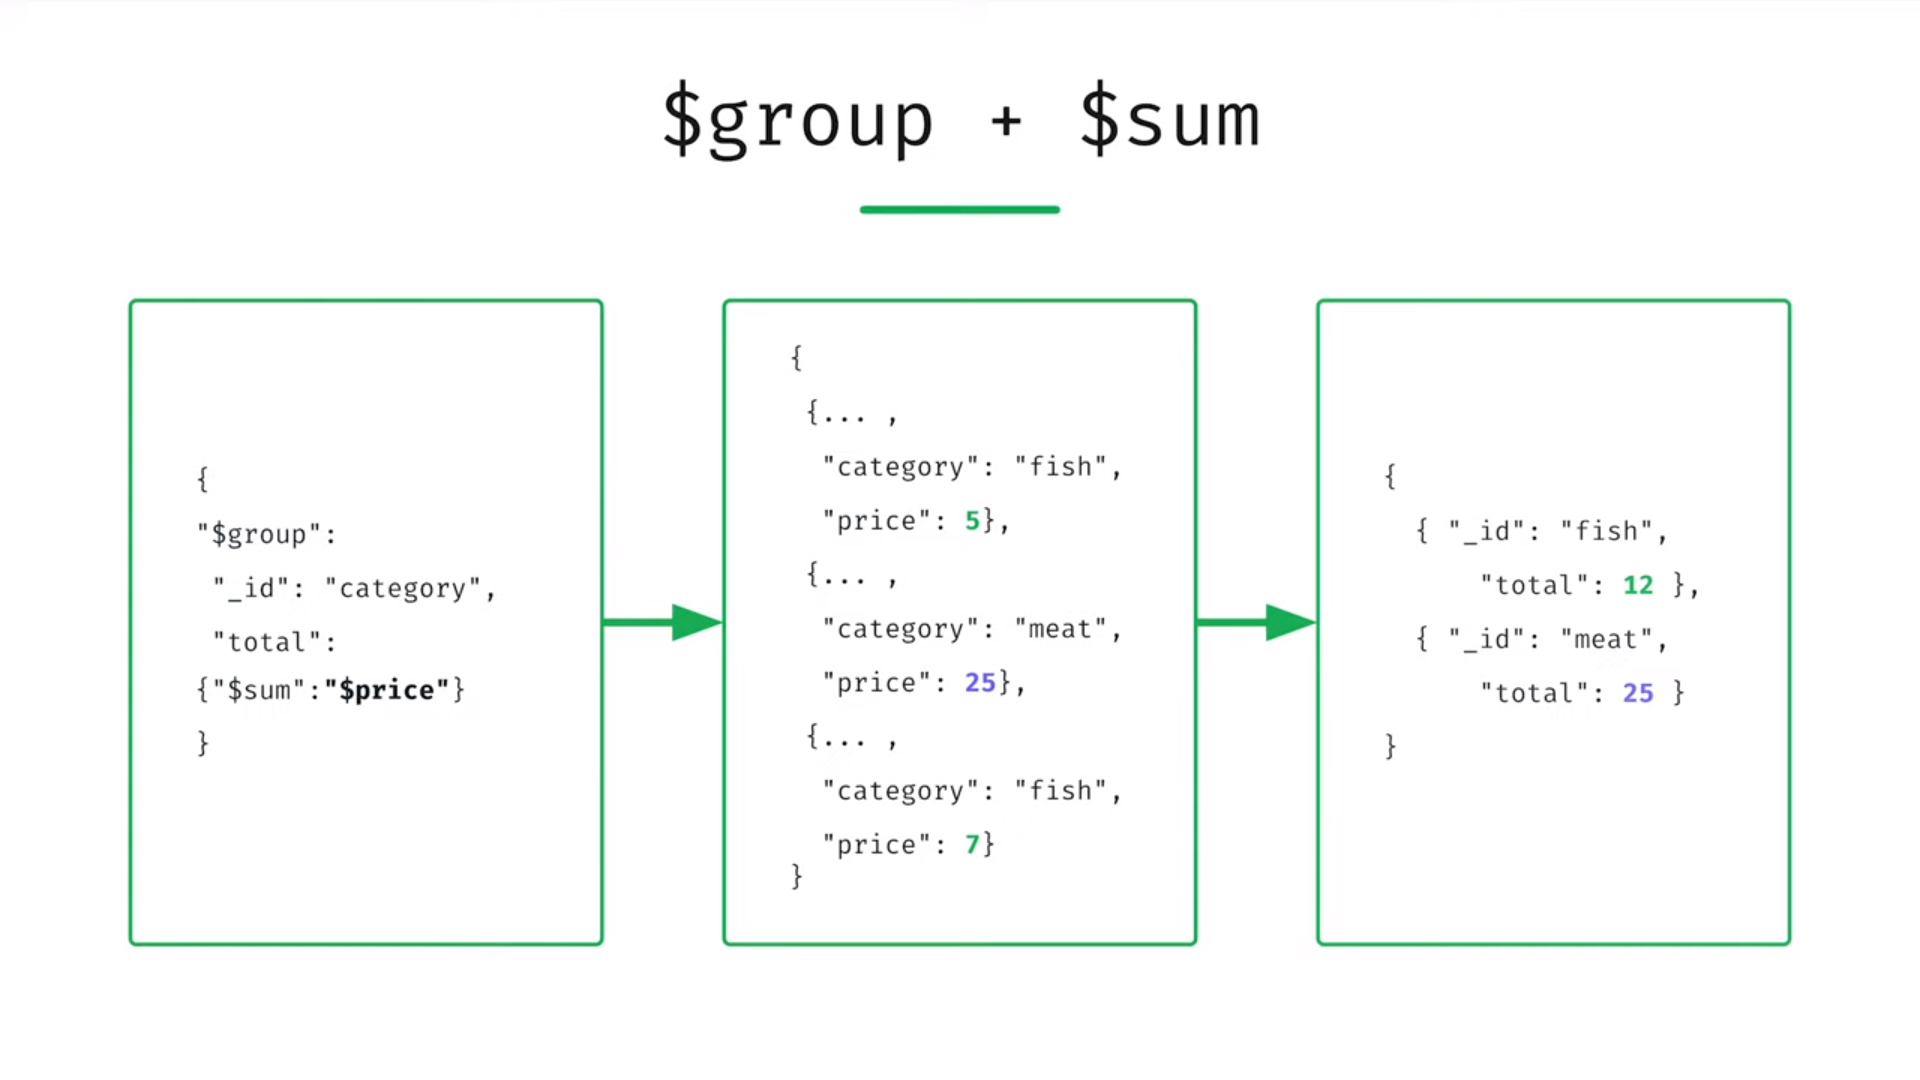 $group + $sum
{
"$group":
"_id": "category",
"total":
{"$sum":"$price"}
}
{
{... ,
"category": "fish",
"price": 5},
{... ,
"category": "meat",
"price": 25},
{... ,
"category": "fish",
"price": 7}
}
{
{ "_id": "fish",
"total": 12 },
{ "_id": "meat",
"total": 25 }
}